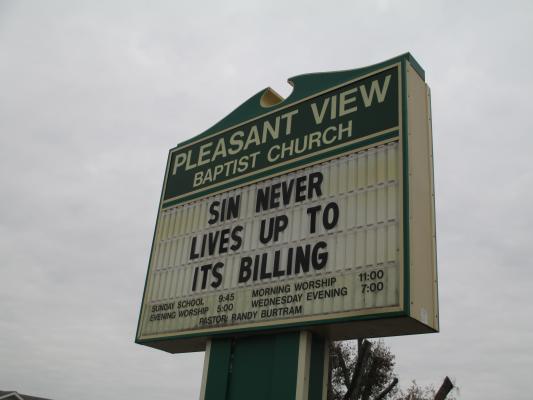 PLEASANT VIEW
BAPTIST CHURCH
SIN NEVER
LIVES UP TO
ITS BILLING
SUNDAY SCHOOL 9:45 MORNING WORSHIP 11:00
EVENING WORSHIP 5:00 WEDNESDAY EVENING 7:00
PASTOR: RANDY BURTRAM